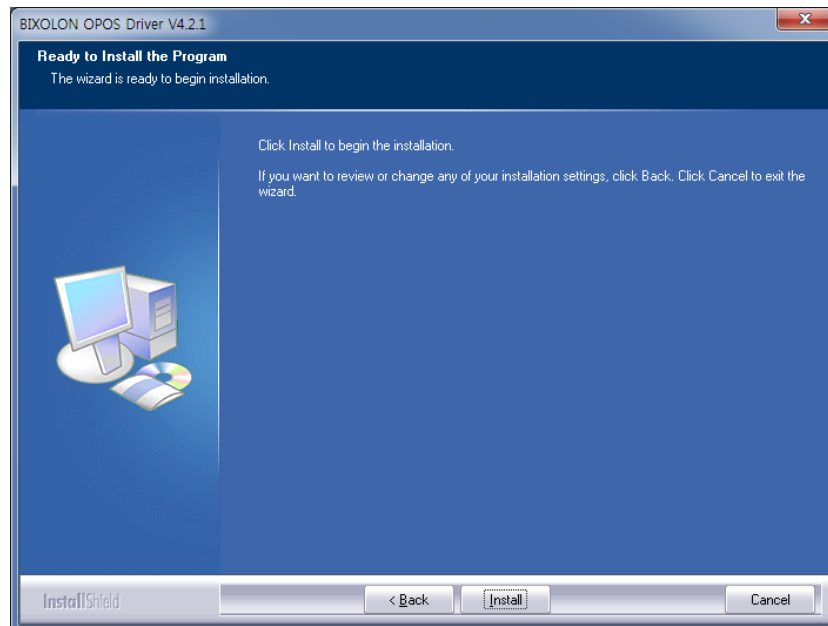 BIXOLON OPOS Driver V4.2.1
Ready to Install the Program
The wizard is ready to begin installation.
Click Install to begin the installation.
If you want to review or change any of your installation settings, click Back. Click Cancel to exit the
wizard.
InstallShield
< Back
Install
Cancel